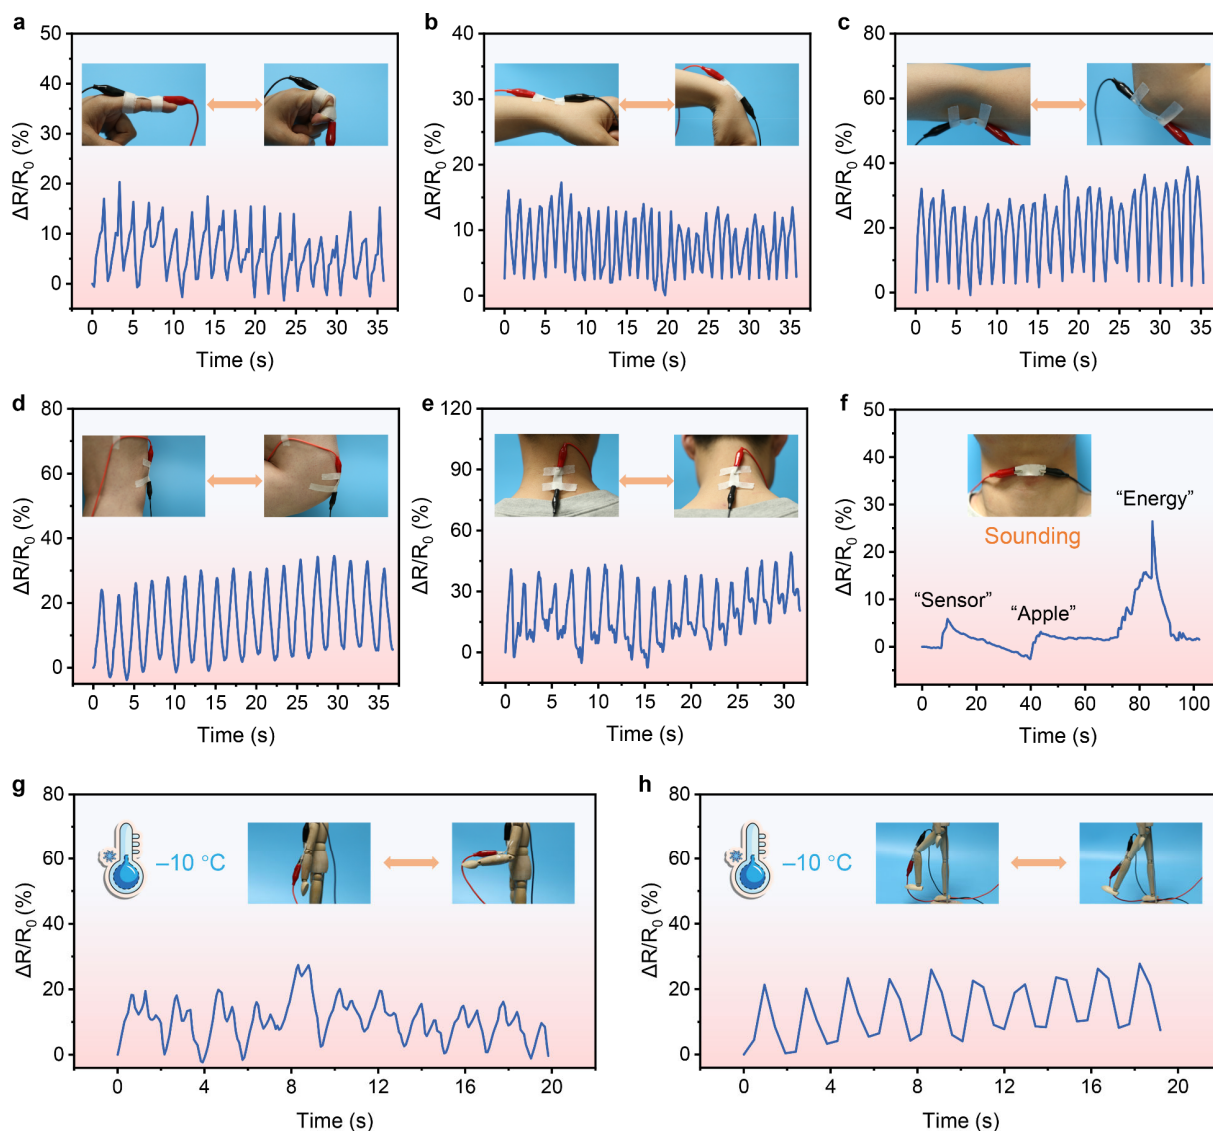 a
50
40
30
20
10
0
ΔR/R0 (%)
0 5 10 15 20 25 30 35
Time (s)
b
40
30
20
10
0
ΔR/R0 (%)
0 5 10 15 20 25 30 35
Time (s)
c
80
60
40
20
0
ΔR/R0 (%)
0 5 10 15 20 25 30 35
Time (s)
d
80
60
40
20
0
ΔR/R0 (%)
0 5 10 15 20 25 30 35
Time (s)
e
120
90
60
30
0
ΔR/R0 (%)
0 5 10 15 20 25 30
Time (s)
f
50
40
30
20
10
0
ΔR/R0 (%)
Sounding
“Energy”
“Sensor”
“Apple”
0 20 40 60 80 100
Time (s)
g
80
60
40
20
0
ΔR/R0 (%)
–10 °C
0 4 8 12 16 20
Time (s)
h
80
60
40
20
0
ΔR/R0 (%)
–10 °C
0 4 8 12 16 20
Time (s)